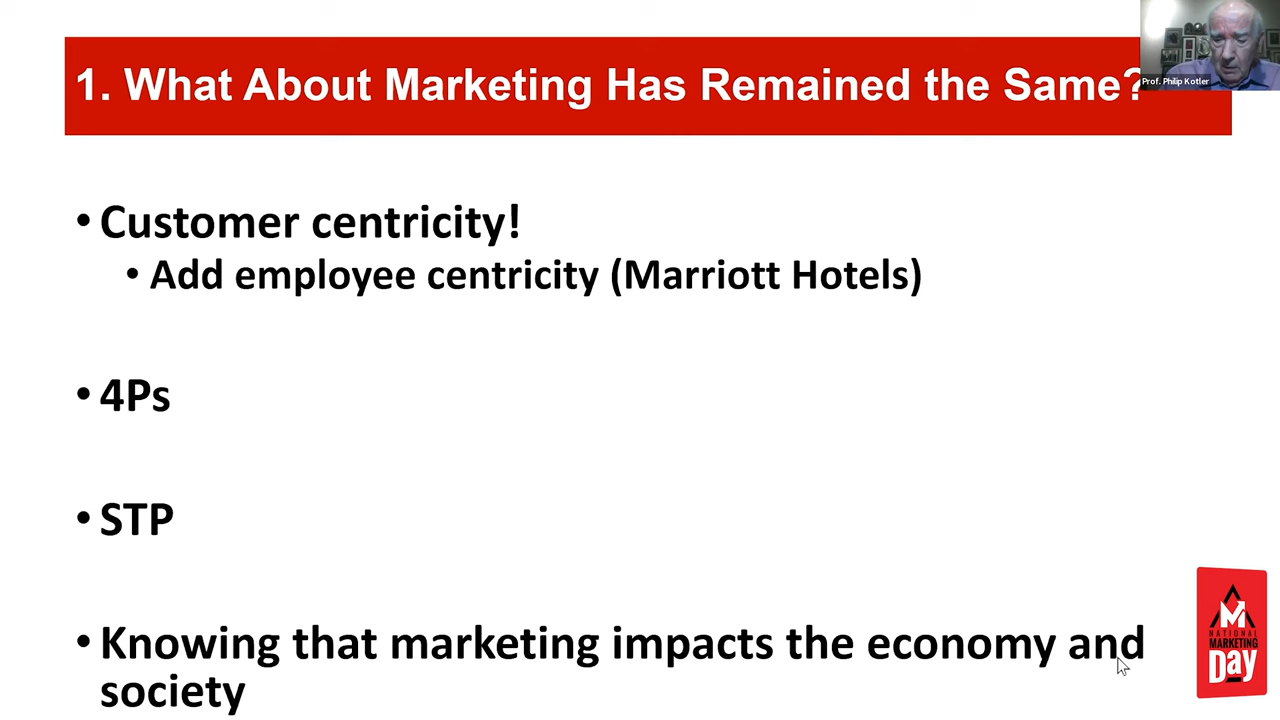 1. What About Marketing Has Remained the Same?
Prof. Philip Kotler
• Customer centricity!
• Add employee centricity (Marriott Hotels)
• 4Ps
• STP
• Knowing that marketing impacts the economy and
society
M
NATIONAL
MARKETING
Day